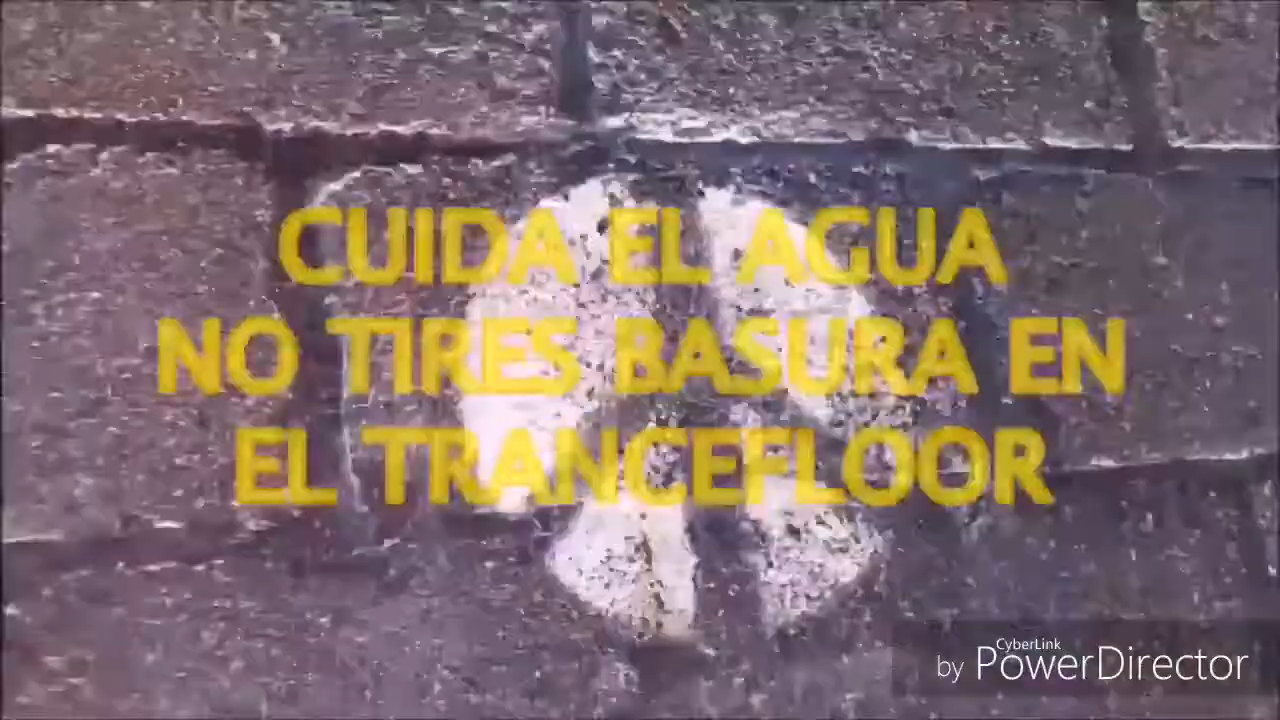 CUIDA EL AGUA
NO TIRES BASURA EN
EL TRANCEFLOOR
CyberLink
by PowerDirector